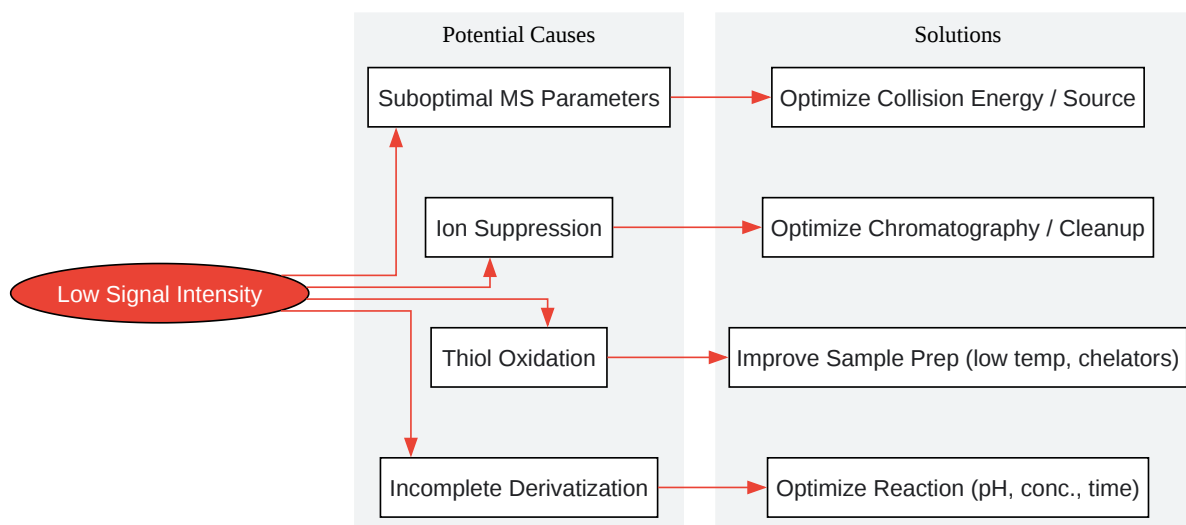 Potential Causes
Solutions
Suboptimal MS Parameters
Optimize Collision Energy / Source
Ion Suppression
Optimize Chromatography / Cleanup
Low Signal Intensity
Thiol Oxidation
Improve Sample Prep (low temp, chelators)
Incomplete Derivatization
Optimize Reaction (pH, conc., time)